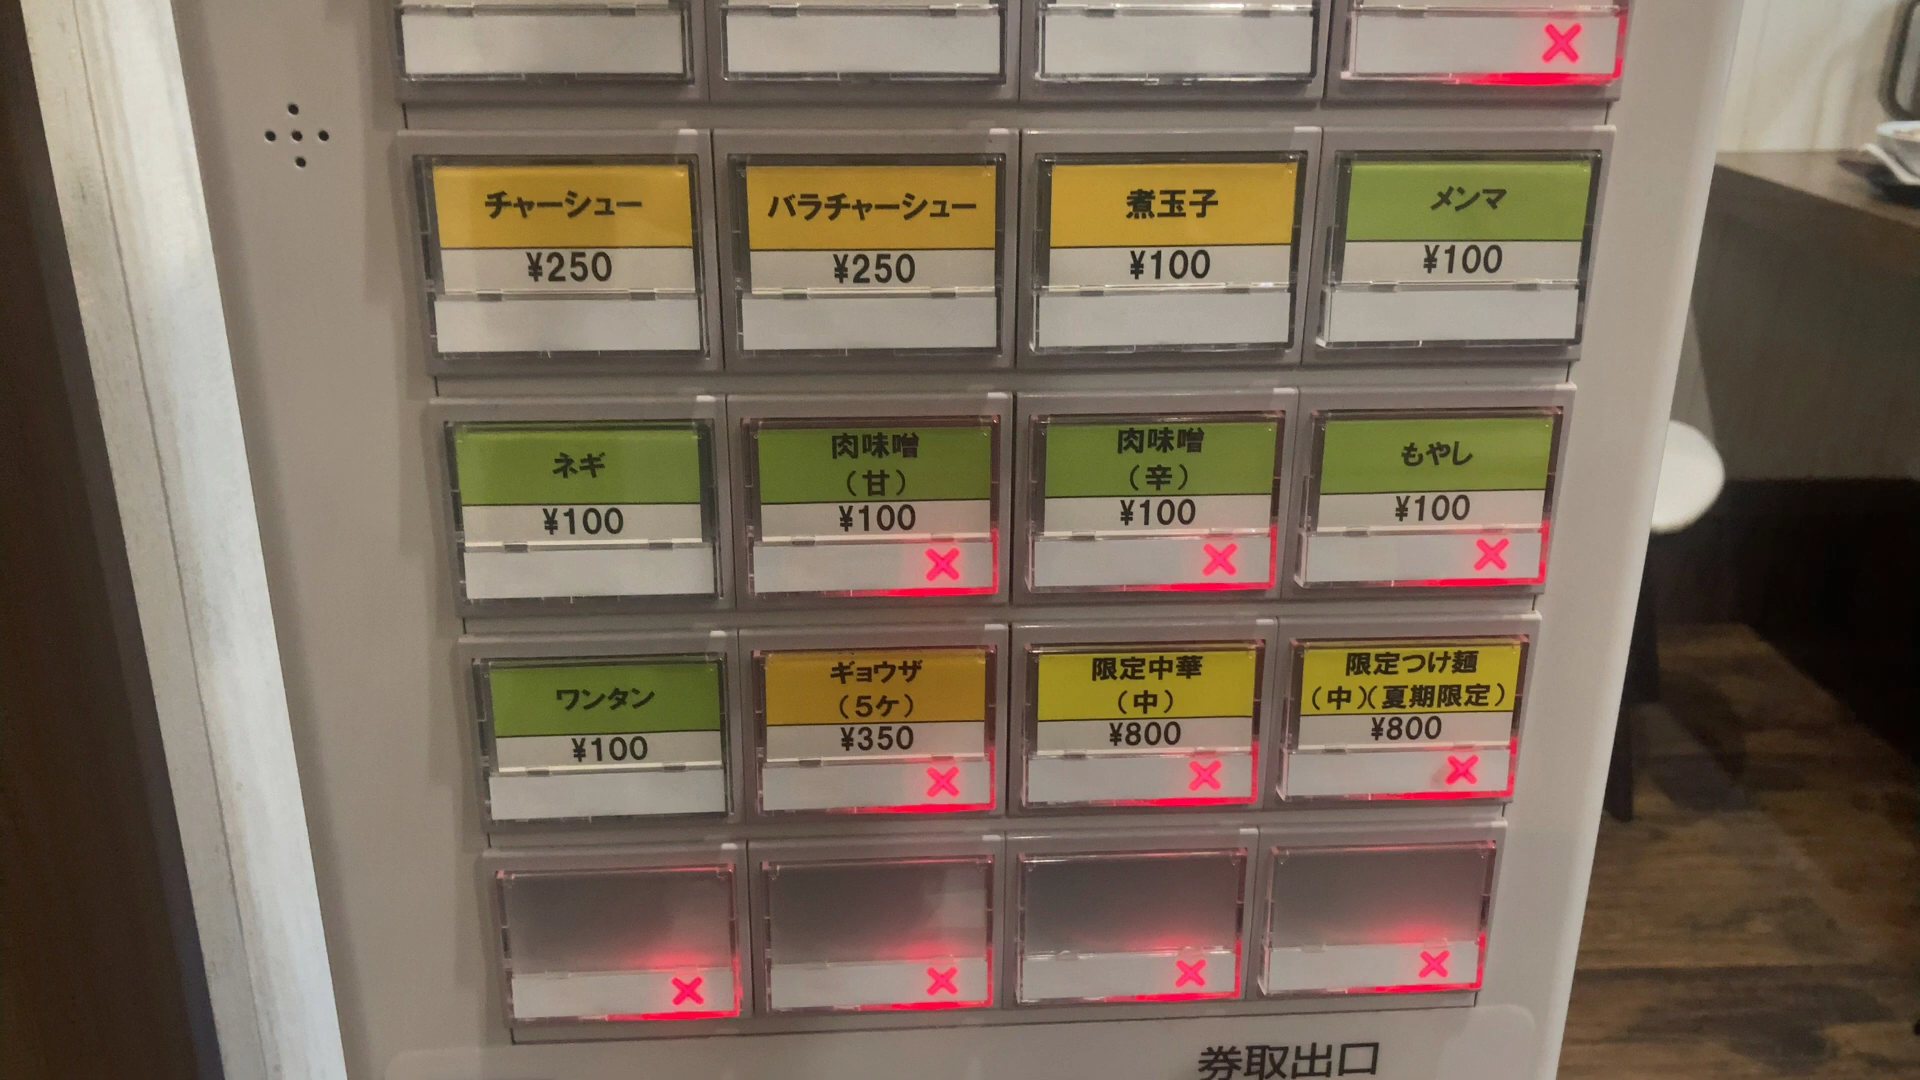 チャーシュー
¥250
バラチャーシュー
¥250
煮玉子
¥100
メンマ
¥100
ネギ
¥100
肉味噌
(甘)
¥100
肉味噌
(辛)
¥100
もやし
¥100
ワンタン
¥100
ギョウザ
(5ケ)
¥350
限定中華
(中)
¥800
限定つけ麺
(中)(夏期限定)
¥800
券取出口